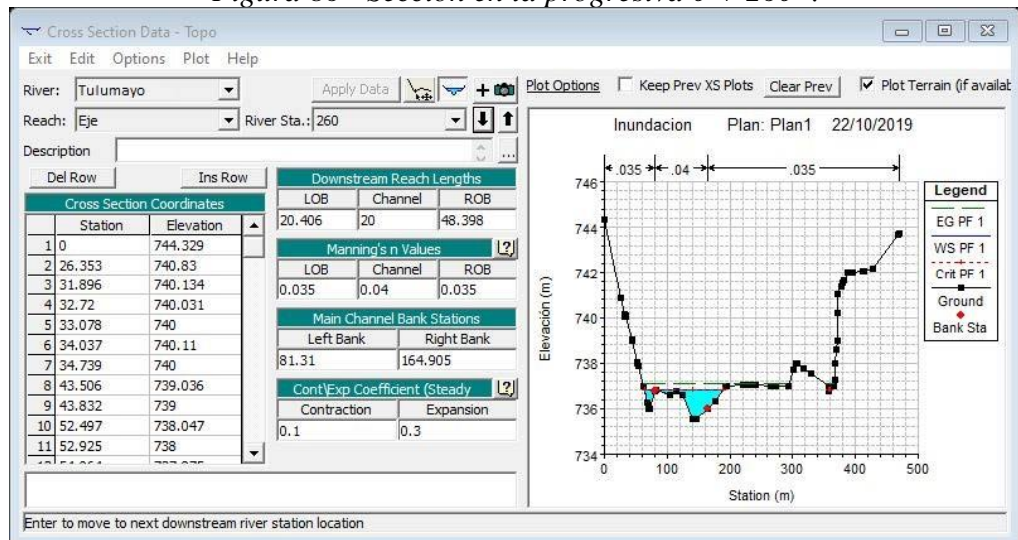 Figura 60 Sección en la progresiva 0 + 260 .
Cross Section Data - Topo
Exit Edit Options Plot Help
River: Tulumayo
Apply Data
Reach: Eje River Sta.: 260
Description
...
Del Row Ins Row
Cross Section Coordinates
Station Elevation
1 0 744.329
2 26.353 740.83
3 31.896 740.134
4 32.72 740.031
5 33.078 740
6 34.037 740.11
7 34.739 740
8 43.506 739.036
9 43.832 739
10 52.497 738.047
11 52.925 738
Downstream Reach Lengths
LOB Channel ROB
20.406 20 48.398
Manning's n Values
LOB Channel ROB
0.035 0.04 0.035
Main Channel Bank Stations
Left Bank Right Bank
81.31 164.905
Cont\Exp Coefficient (Steady
Contraction Expansion
0.1 0.3
Enter to move to next downstream river station location
Plot Options Keep Prev XS Plots Clear Prev Plot Terrain (if availab
Inundacion Plan: Plan1 22/10/2019
.035 .04 .035
746
744
742
740
738
736
734
Elevación (m)
0 100 200 300 400 500
Station (m)
Legend
EG PF 1
WS PF 1
Crit PF 1
Ground
Bank Sta